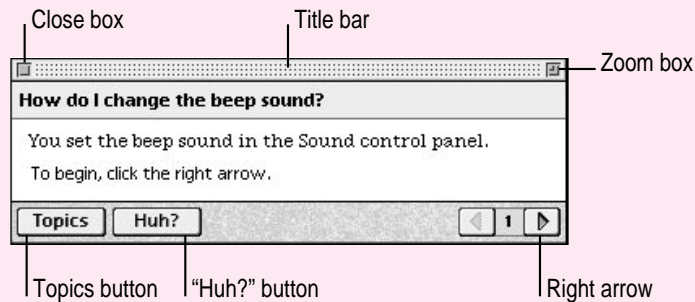 Close box
Title bar
Zoom box
How do I change the beep sound?
You set the beep sound in the Sound control panel.
To begin, click the right arrow.
Topics
Huh?
1
Topics button
“Huh?” button
Right arrow